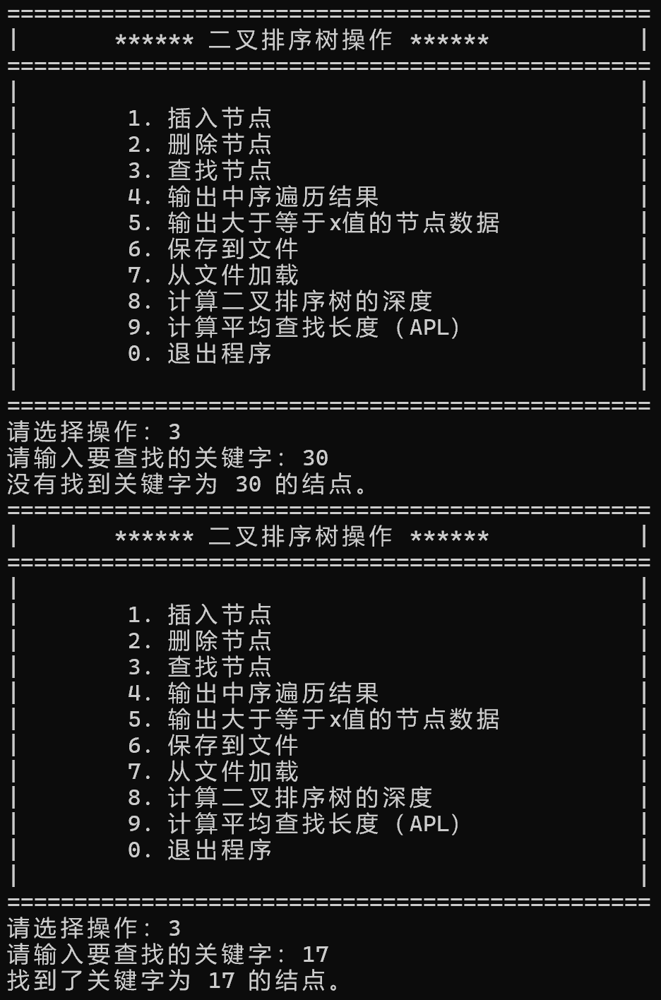 ================================================
|       ****** 二叉排序树操作 ******           |
================================================
|                                              |
|        1. 插入节点                           |
|        2. 删除节点                           |
|        3. 查找节点                           |
|        4. 输出中序遍历结果                   |
|        5. 输出大于等于x值的节点数据          |
|        6. 保存到文件                         |
|        7. 从文件加载                         |
|        8. 计算二叉排序树的深度               |
|        9. 计算平均查找长度（APL）            |
|        0. 退出程序                           |
|                                              |
================================================
请选择操作: 3
请输入要查找的关键字: 30
没有找到关键字为 30 的结点。
================================================
|       ****** 二叉排序树操作 ******           |
================================================
|                                              |
|        1. 插入节点                           |
|        2. 删除节点                           |
|        3. 查找节点                           |
|        4. 输出中序遍历结果                   |
|        5. 输出大于等于x值的节点数据          |
|        6. 保存到文件                         |
|        7. 从文件加载                         |
|        8. 计算二叉排序树的深度               |
|        9. 计算平均查找长度（APL）            |
|        0. 退出程序                           |
|                                              |
================================================
请选择操作: 3
请输入要查找的关键字: 17
找到了关键字为 17 的结点。